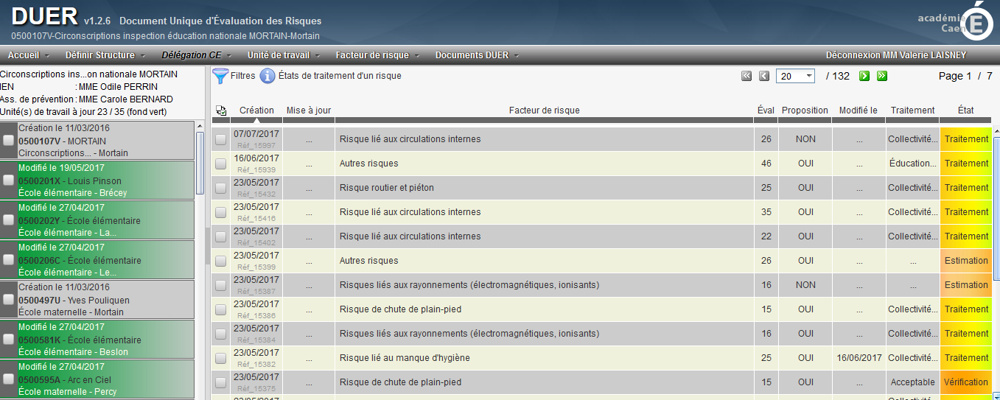 DUER v1.2.6 Document Unique d'Évaluation des Risques
0500107V-Circonscriptions inspection éducation nationale MORTAIN-Mortain
académie
Caen
É
Accueil Définir Structure Délégation CE Unité de travail Facteur de risque Documents DUER Déconnexion MM Valerie LAISNEY
Circonscriptions ins...on nationale MORTAIN
IEN : MME Odile PERRIN
Ass. de prévention : MME Carole BERNARD
Unité(s) de travail à jour 23 / 35 (fond vert)
Création le 11/03/2016
0500107V - MORTAIN
Circonscriptions... - Mortain
Modifié le 19/05/2017
0500201X - Louis Pinson
École élémentaire - Brécey
Modifié le 27/04/2017
0500202Y - École élémentaire
École élémentaire - La...
Modifié le 27/04/2017
0500206C - École élémentaire
École élémentaire - Le...
Création le 11/03/2016
0500497U - Yves Pouliquen
École maternelle - Mortain
Modifié le 27/04/2017
0500581K - École élémentaire
École élémentaire - Beslon
Modifié le 27/04/2017
0500595A - Arc en Ciel
École maternelle - Percy
Filtres i États de traitement d'un risque 20 / 132 Page 1 / 7
Création Mise à jour Facteur de risque Éval Proposition Modifié le Traitement État
07/07/2017 ... Risque lié aux circulations internes 26 NON ... Collectivité... Traitement
Réf_15997
16/06/2017 ... Autres risques 46 OUI ... Éducation... Traitement
Réf_15939
23/05/2017 ... Risque routier et piéton 25 OUI ... Collectivité... Traitement
Réf_15432
23/05/2017 ... Risque lié aux circulations internes 35 OUI ... Collectivité... Traitement
Réf_15416
23/05/2017 ... Risque lié aux circulations internes 22 OUI ... Collectivité... Traitement
Réf_15402
23/05/2017 ... Autres risques 26 OUI ... ... Estimation
Réf_15399
23/05/2017 ... Risques liés aux rayonnements (électromagnétiques, ionisants) 16 NON ... ... Estimation
Réf_15387
23/05/2017 ... Risque de chute de plain-pied 15 OUI ... Collectivité... Traitement
Réf_15386
23/05/2017 ... Risques liés aux rayonnements (électromagnétiques, ionisants) 16 OUI ... Collectivité... Traitement
Réf_15384
23/05/2017 ... Risque lié au manque d'hygiène 25 OUI 16/06/2017 Collectivité... Traitement
Réf_15382
23/05/2017 ... Risque de chute de plain-pied 15 OUI ... Acceptable Vérification
Réf_15375